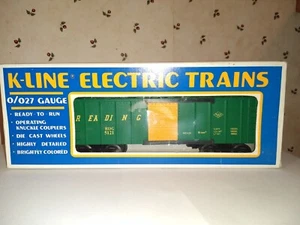 K-LINE® ELECTRIC TRAINS
O/027 GAUGE
• READY TO RUN
• OPERATING
KNUCKLE COUPLERS
• DIE CAST WHEELS
• HIGHLY DETAILED
• BRIGHTLY COLORED
READING